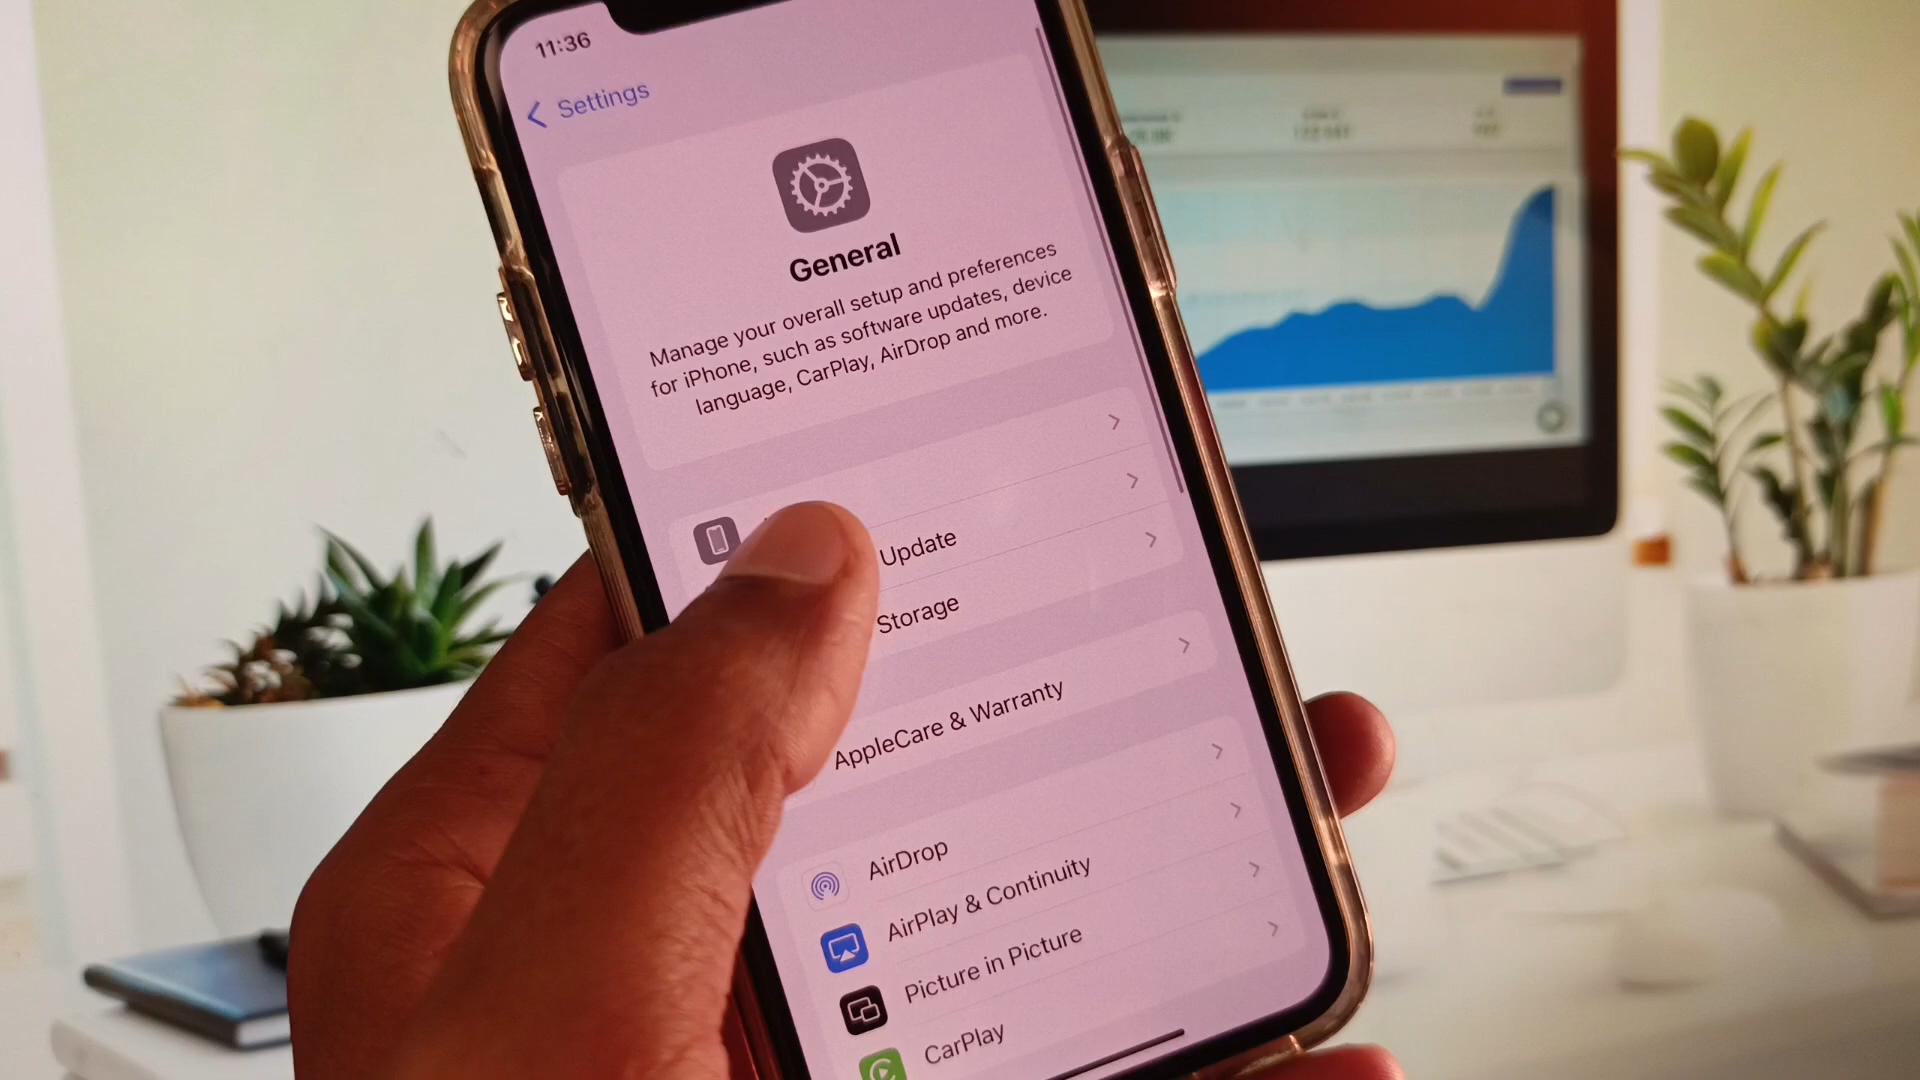 11:36
Settings
General
Manage your overall setup and preferences
for iPhone, such as software updates, device
language, CarPlay, AirDrop and more.
Update
Storage
AppleCare & Warranty
AirDrop
AirPlay & Continuity
Picture in Picture
CarPlay